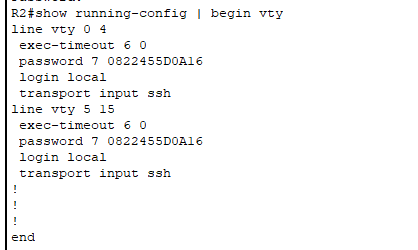 R2#show running-config | begin vty
line vty 0 4
 exec-timeout 6 0
 password 7 0822455D0A16
 login local
 transport input ssh
line vty 5 15
 exec-timeout 6 0
 password 7 0822455D0A16
 login local
 transport input ssh
!
!
!
end